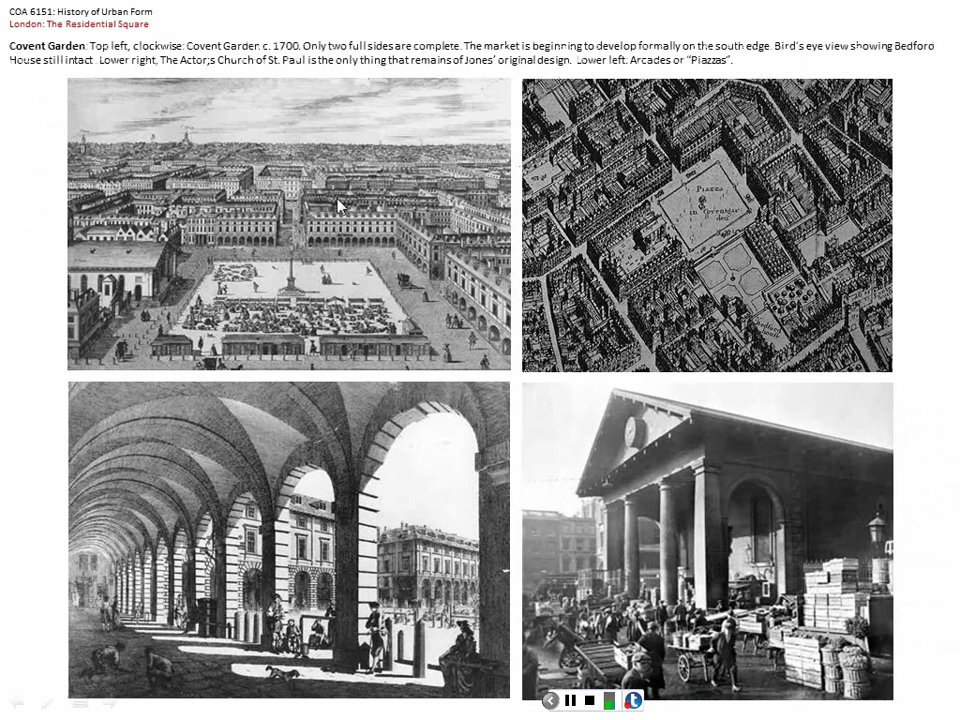 COA 6151: History of Urban Form
London: The Residential Square
Covent Garden: Top left, clockwise: Covent Garden c. 1700. Only two full sides are complete. The market is beginning to develop formally on the south edge. Bird's eye view showing Bedford
House still intact. Lower right, The Actor;s Church of St. Paul is the only thing that remains of Jones' original design. Lower left: Arcades or "Piazzas".
Piazza
in Coventgar
den